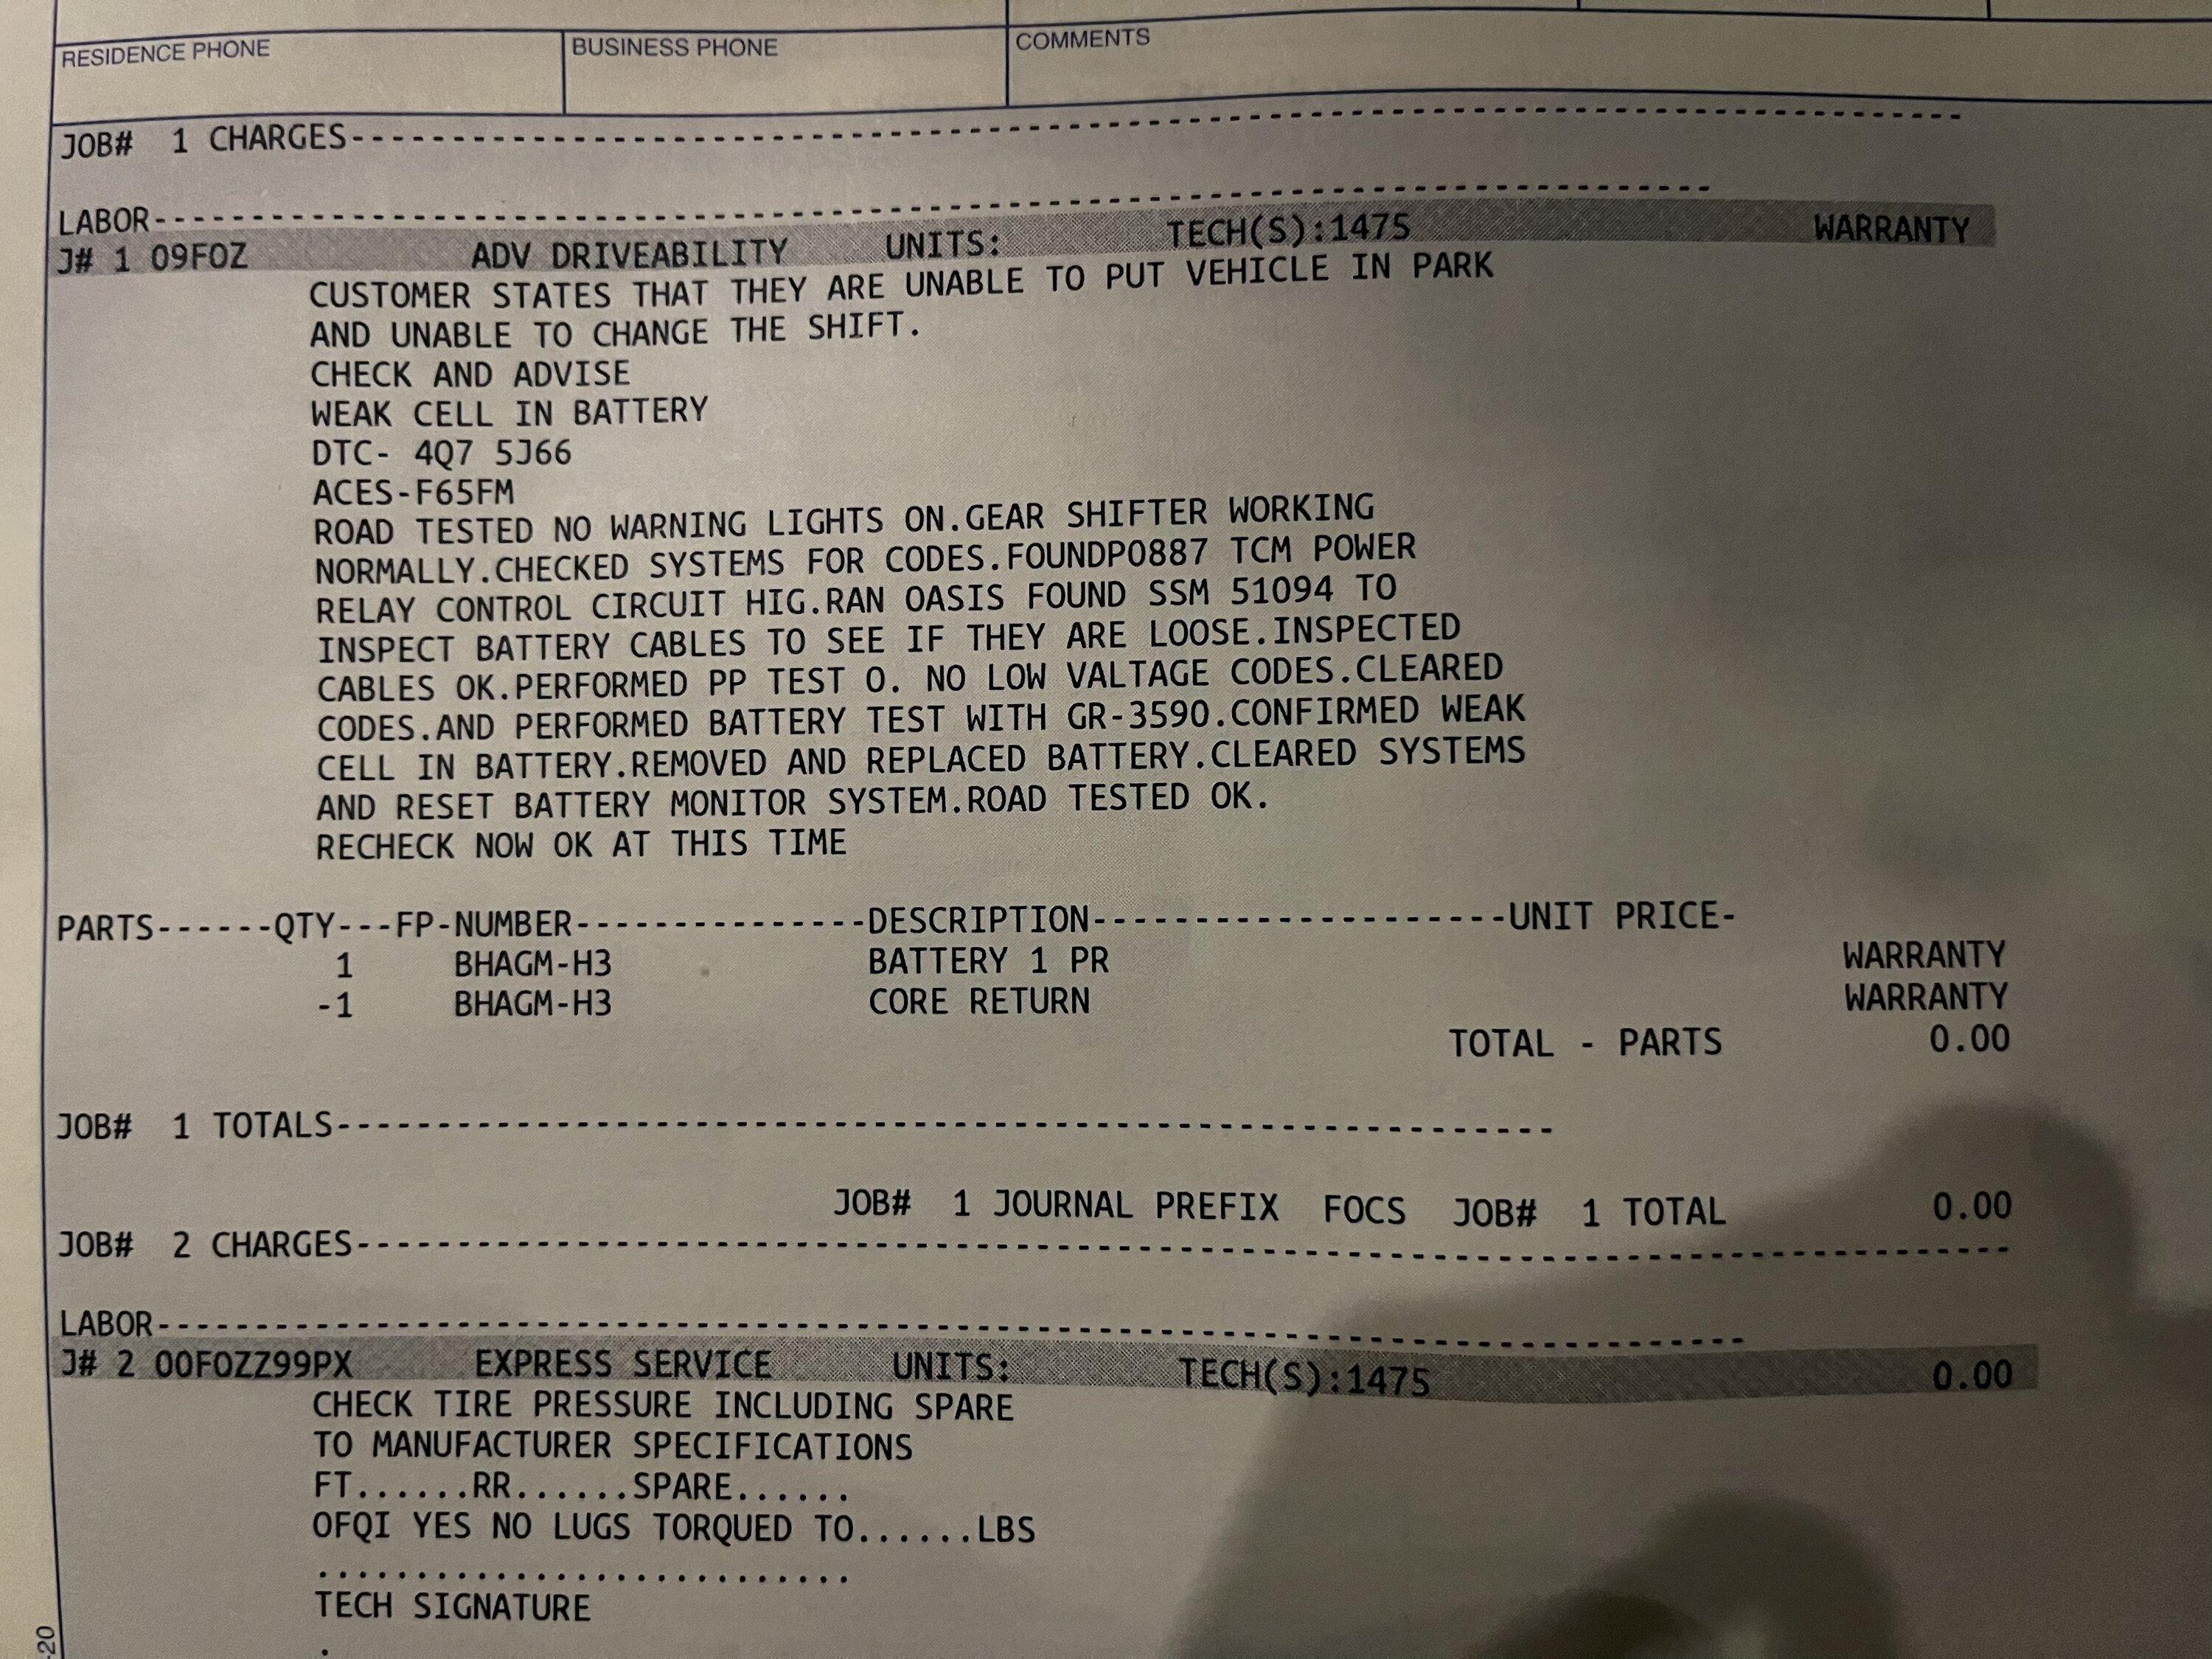 RESIDENCE PHONE BUSINESS PHONE COMMENTS
JOB# 1 CHARGES------------------------------------------------------------------------------
LABOR------------------------------------------------------------------------------
J# 1 09FOZ ADV DRIVEABILITY UNITS: TECH(S):1475 WARRANTY
CUSTOMER STATES THAT THEY ARE UNABLE TO PUT VEHICLE IN PARK
AND UNABLE TO CHANGE THE SHIFT.
CHECK AND ADVISE
WEAK CELL IN BATTERY
DTC- 4Q7 5J66
ACES-F65FM
ROAD TESTED NO WARNING LIGHTS ON.GEAR SHIFTER WORKING
NORMALLY.CHECKED SYSTEMS FOR CODES.FOUNDP0887 TCM POWER
RELAY CONTROL CIRCUIT HIG.RAN OASIS FOUND SSM 51094 TO
INSPECT BATTERY CABLES TO SEE IF THEY ARE LOOSE.INSPECTED
CABLES OK.PERFORMED PP TEST O. NO LOW VALTAGE CODES.CLEARED
CODES.AND PERFORMED BATTERY TEST WITH GR-3590.CONFIRMED WEAK
CELL IN BATTERY.REMOVED AND REPLACED BATTERY.CLEARED SYSTEMS
AND RESET BATTERY MONITOR SYSTEM.ROAD TESTED OK.
RECHECK NOW OK AT THIS TIME
PARTS------QTY---FP-NUMBER---------------DESCRIPTION---------------------UNIT PRICE-
1 BHAGM-H3 BATTERY 1 PR WARRANTY
-1 BHAGM-H3 CORE RETURN WARRANTY
TOTAL - PARTS 0.00
JOB# 1 TOTALS-------------------------------------------------------------
JOB# 1 JOURNAL PREFIX FOCS JOB# 1 TOTAL 0.00
JOB# 2 CHARGES------------------------------------------------------------------------------
LABOR------------------------------------------------------------------------------
J# 2 00FOZZ99PX EXPRESS SERVICE UNITS: TECH(S):1475 0.00
CHECK TIRE PRESSURE INCLUDING SPARE
TO MANUFACTURER SPECIFICATIONS
FT......RR......SPARE......
OFQI YES NO LUGS TORQUED TO......LBS
...........................
TECH SIGNATURE
.
-20